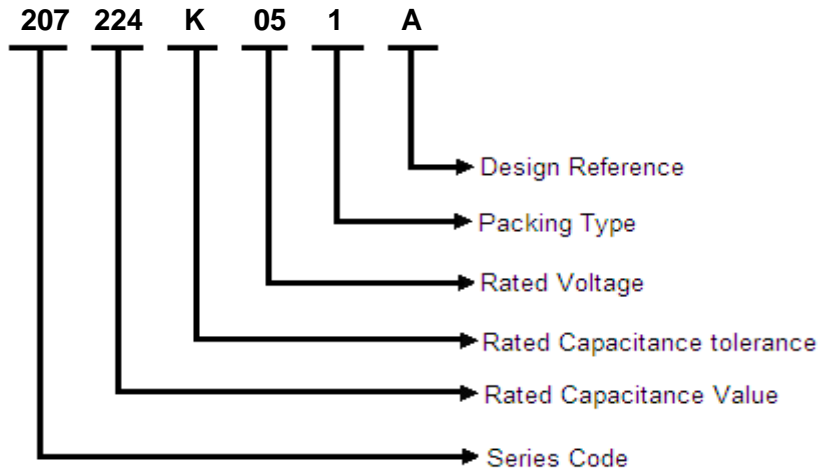 207 224 K 05 1 A
Design Reference
Packing Type
Rated Voltage
Rated Capacitance tolerance
Rated Capacitance Value
Series Code